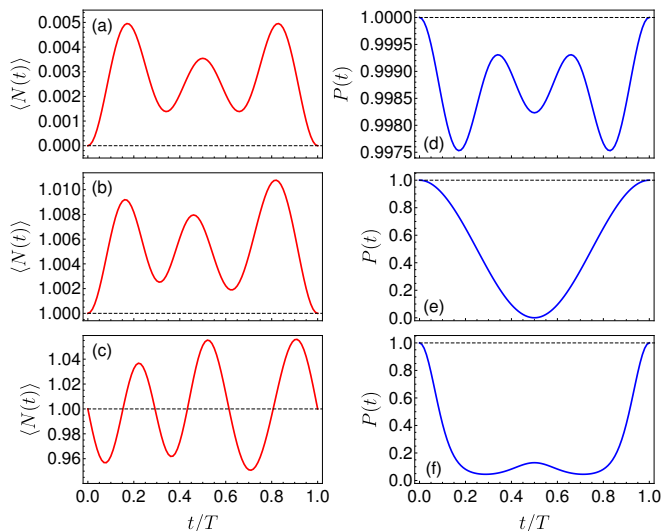 (a)
⟨N(t)⟩
0.005
0.004
0.003
0.002
0.001
0.000
(d)
P(t)
1.0000
0.9995
0.9990
0.9985
0.9980
0.9975
(b)
⟨N(t)⟩
1.010
1.008
1.006
1.004
1.002
1.000
(e)
P(t)
1.0
0.8
0.6
0.4
0.2
0.0
(c)
⟨N(t)⟩
1.04
1.02
1.00
0.98
0.96
0.0 0.2 0.4 0.6 0.8 1.0
t/T
(f)
P(t)
1.0
0.8
0.6
0.4
0.2
0.0
0.0 0.2 0.4 0.6 0.8 1.0
t/T